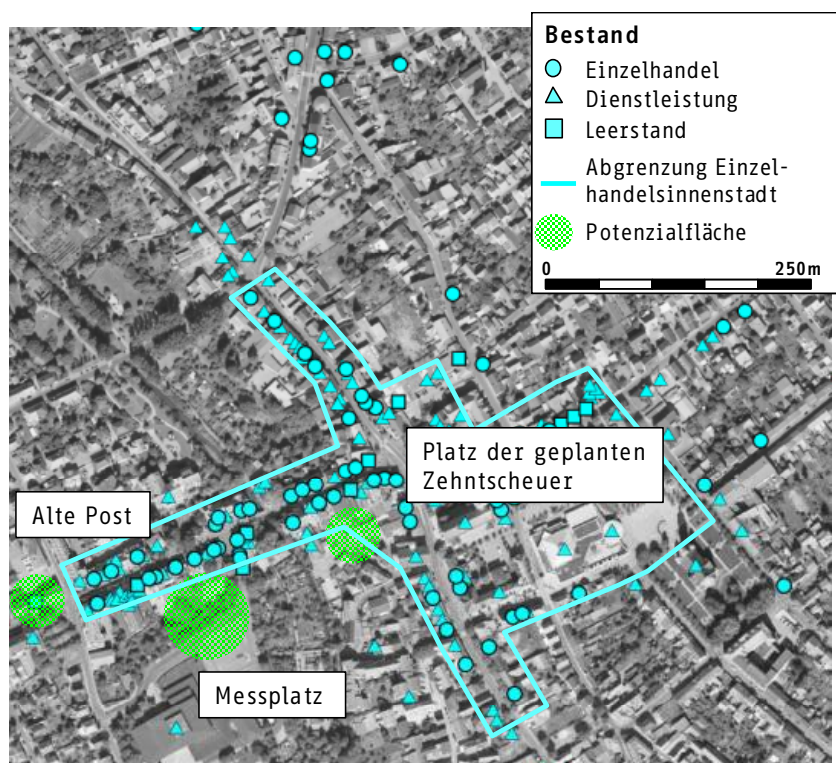 Bestand
Einzelhandel
Dienstleistung
Leerstand
Abgrenzung Einzel-
handelsinnenstadt
Potenzialfläche
0 250m
Platz der geplanten
Zehntscheuer
Alte Post
Messplatz